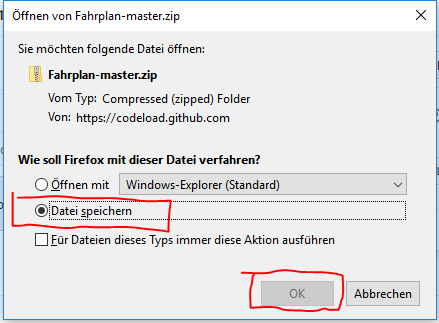 Öffnen von Fahrplan-master.zip
Sie möchten folgende Datei öffnen:
Fahrplan-master.zip
Vom Typ: Compressed (zipped) Folder
Von: https://codeload.github.com
Wie soll Firefox mit dieser Datei verfahren?
Öffnen mit Windows-Explorer (Standard)
Datei speichern
Für Dateien dieses Typs immer diese Aktion ausführen
OK Abbrechen